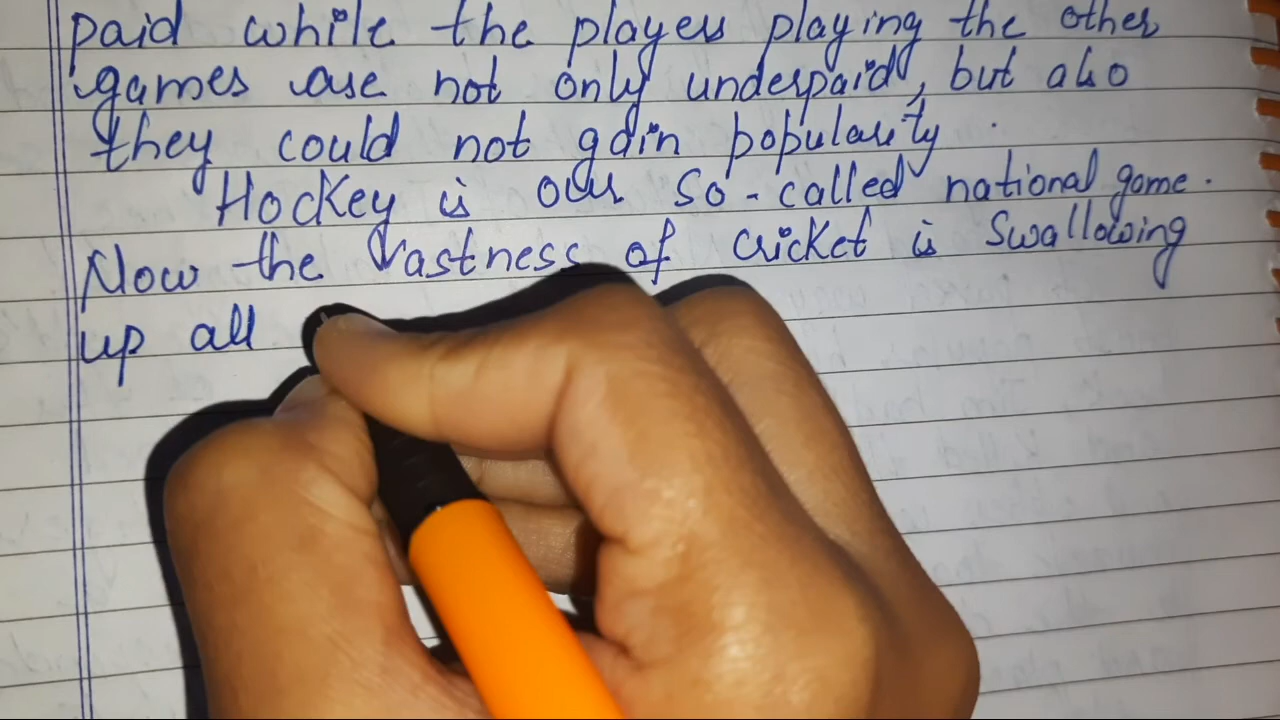 paid while the players playing the other
games are not only underpaid, but also
they could not gain popularity.
Hockey is our so-called national game.
Now the vastness of cricket is swallowing
up all